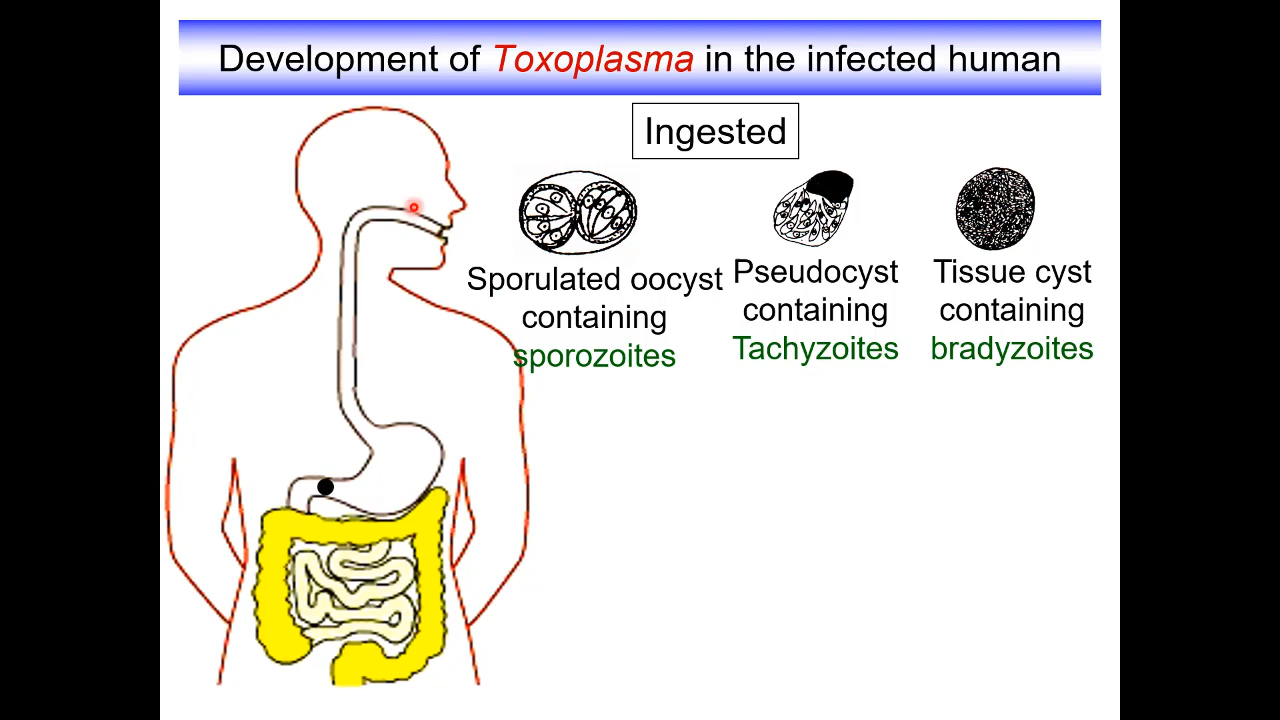 Development of Toxoplasma in the infected human
Ingested
Sporulated oocyst
containing
sporozoites
Pseudocyst
containing
Tachyzoites
Tissue cyst
containing
bradyzoites